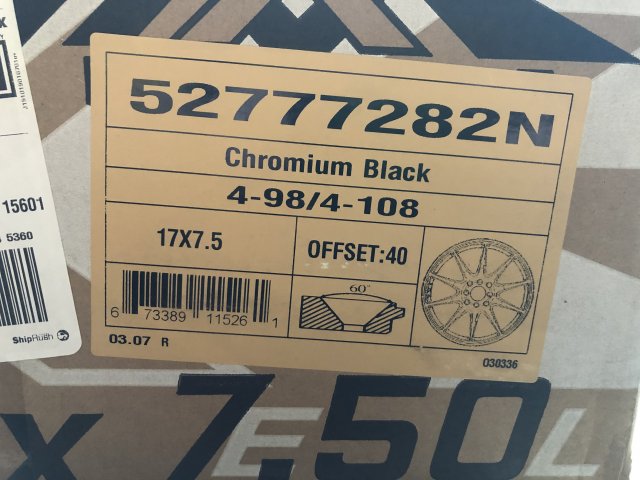 52777282N
Chromium Black
4-98/4-108
17X7.5
OFFSET:40
60°
6 73389 11526 1
03.07 R
030336
15601
5360
ShipRush
x 7.50
E L